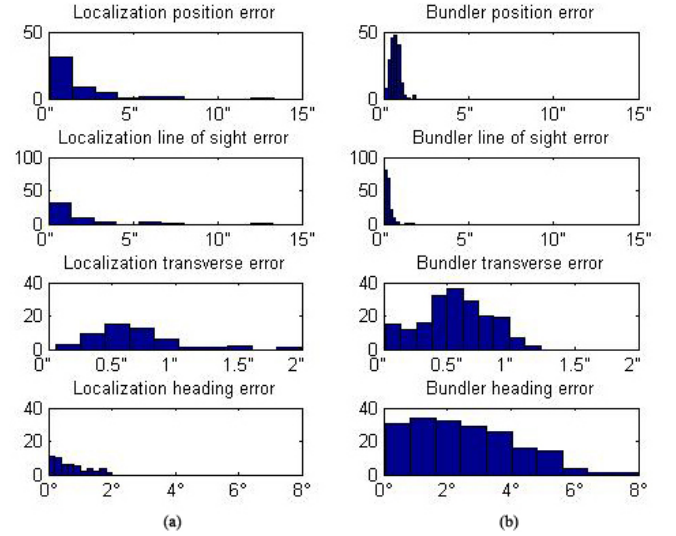 Localization position error
50
0
0" 5" 10" 15"
Localization line of sight error
100
50
0
0" 5" 10" 15"
Localization transverse error
40
20
0
0" 0.5" 1" 1.5" 2"
Localization heading error
40
20
0
0° 2° 4° 6° 8°
(a)
Bundler position error
50
0
0" 5" 10" 15"
Bundler line of sight error
100
50
0
0" 5" 10" 15"
Bundler transverse error
40
20
0
0" 0.5" 1" 1.5" 2"
Bundler heading error
40
20
0
0° 2° 4° 6° 8°
(b)